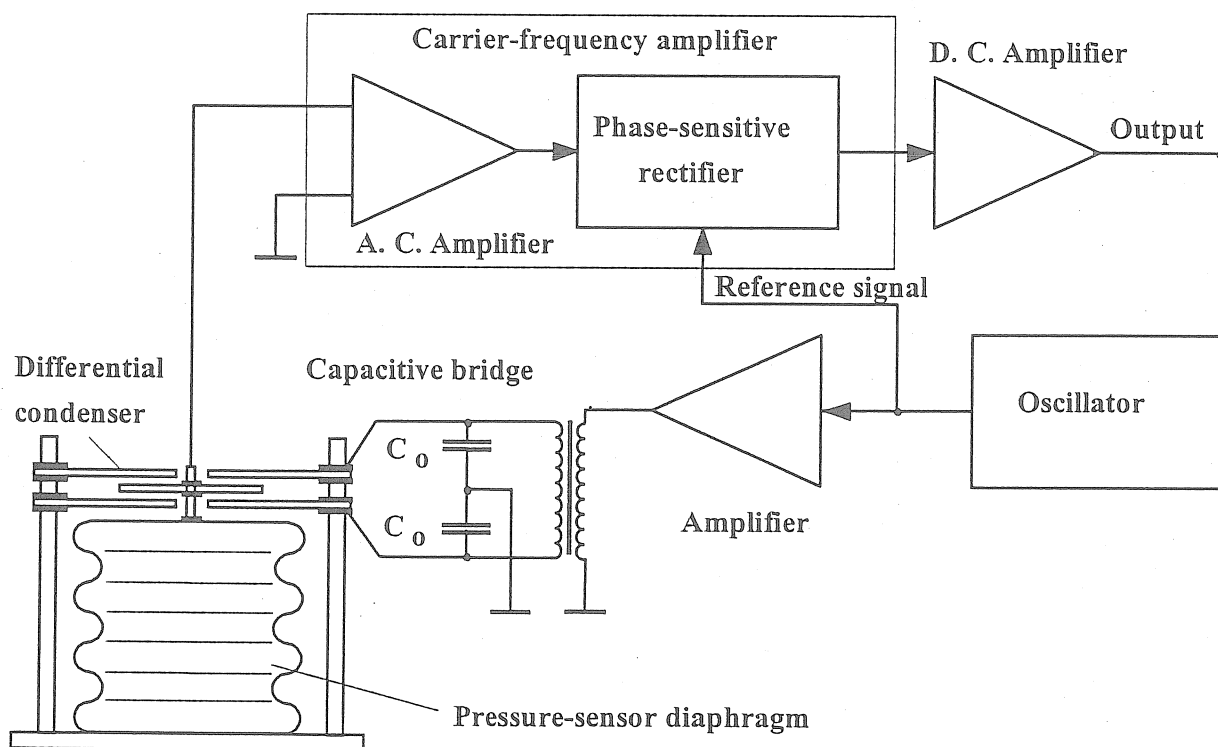 Carrier-frequency amplifier
D. C. Amplifier
Phase-sensitive
rectifier
Output
A. C. Amplifier
Reference signal
Differential
condenser
Capacitive bridge
Oscillator
C o
C o
Amplifier
Pressure-sensor diaphragm